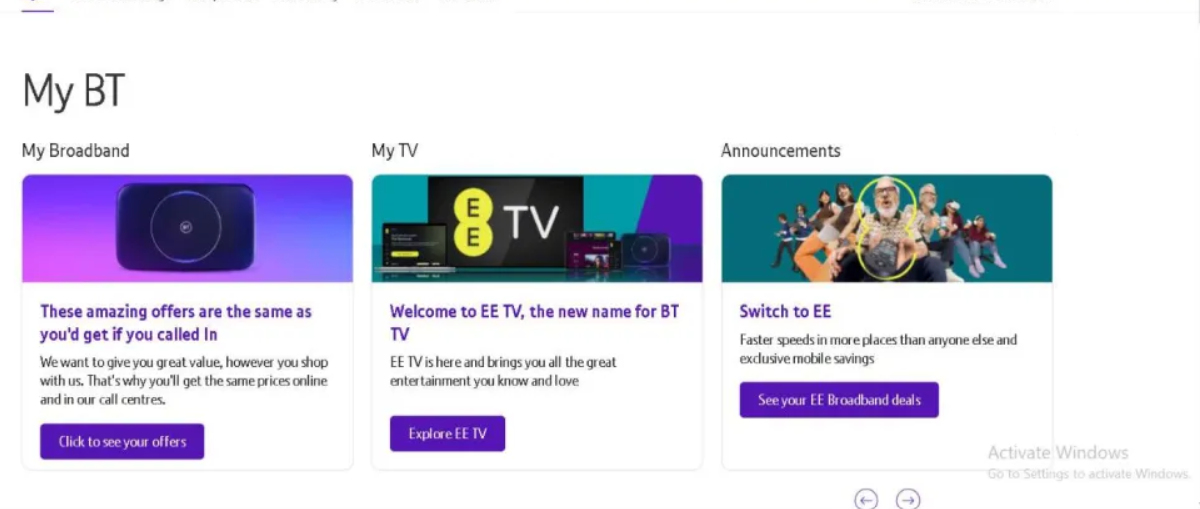 My BT
My Broadband
My TV
Announcements
BT
EE
TV
These amazing offers are the same as
you'd get if you called In
We want to give you great value, however you shop
with us. That's why you'll get the same prices online
and in our call centres.
Click to see your offers
Welcome to EE TV, the new name for BT
TV
EE TV is here and brings you all the great
entertainment you know and love
Explore EE TV
Switch to EE
Faster speeds in more places than anyone else and
exclusive mobile savings
See your EE Broadband deals
Activate Windows
Go to Settings to activate Windows.